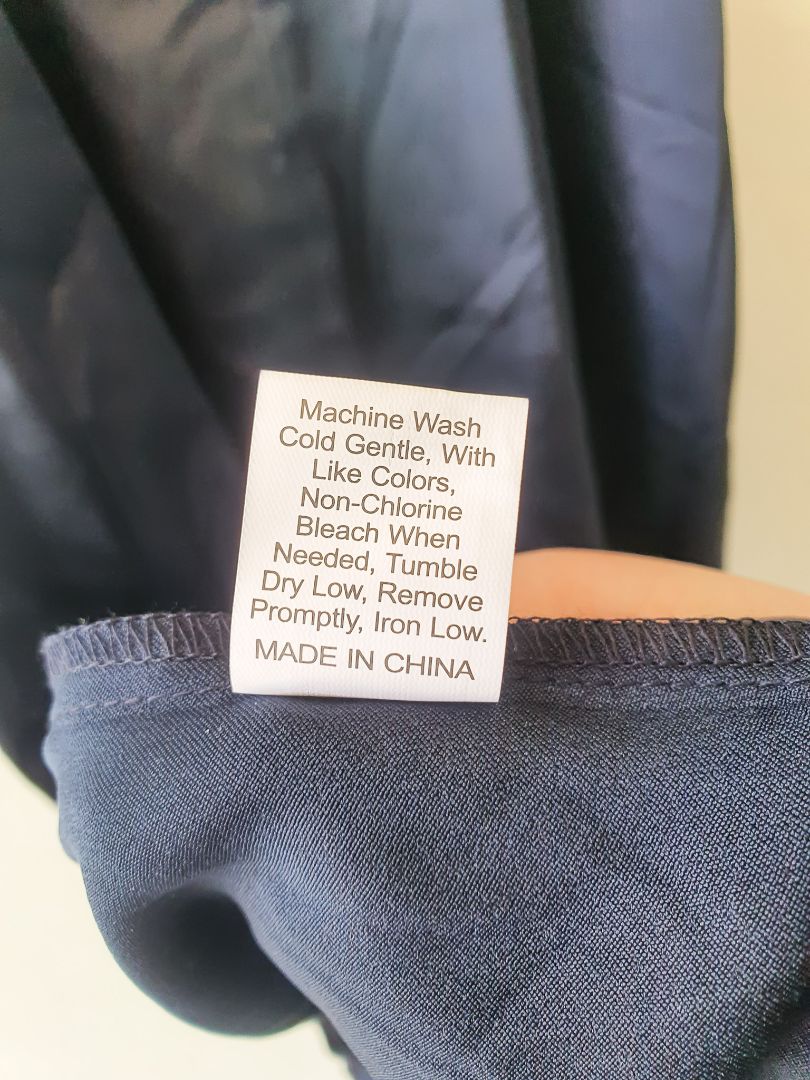 Machine Wash
Cold Gentle, With
Like Colors,
Non-Chlorine
Bleach When
Needed, Tumble
Dry Low, Remove
Promptly, Iron Low.
MADE IN CHINA